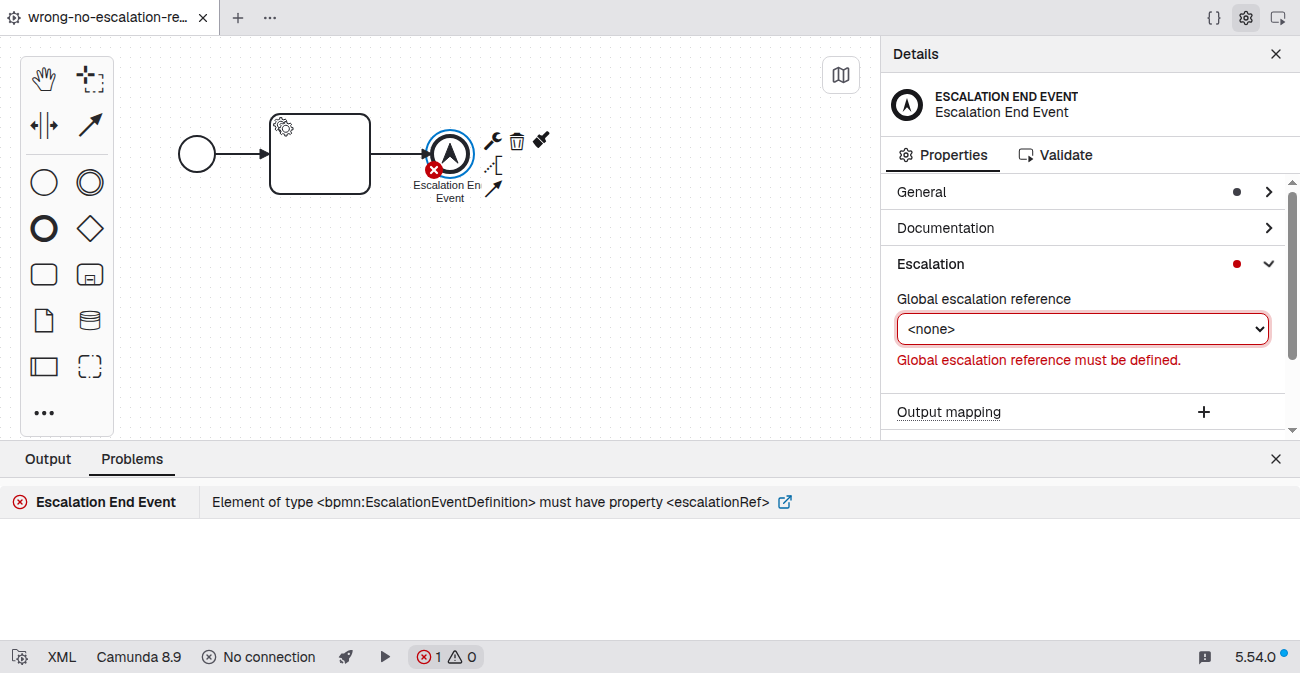 wrong-no-escalation-re...
Details
ESCALATION END EVENT
Escalation End Event
Properties
Validate
General
Documentation
Escalation
Global escalation reference
<none>
Global escalation reference must be defined.
Output mapping
Escalation En
Event
Output
Problems
Escalation End Event
Element of type <bpmn:EscalationEventDefinition> must have property <escalationRef>
XML
Camunda 8.9
No connection
1
0
5.54.0